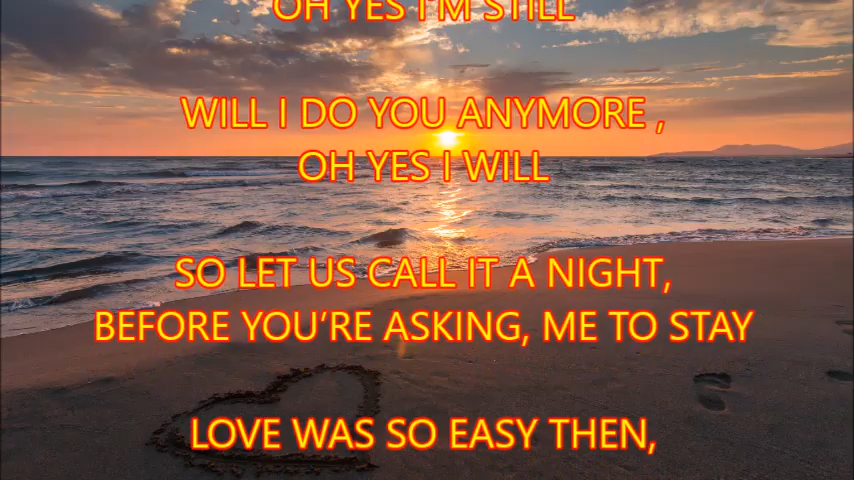 OH YES I'M STILL
WILL I DO YOU ANYMORE ,
OH YES I WILL
SO LET US CALL IT A NIGHT,
BEFORE YOU’RE ASKING, ME TO STAY
LOVE WAS SO EASY THEN,